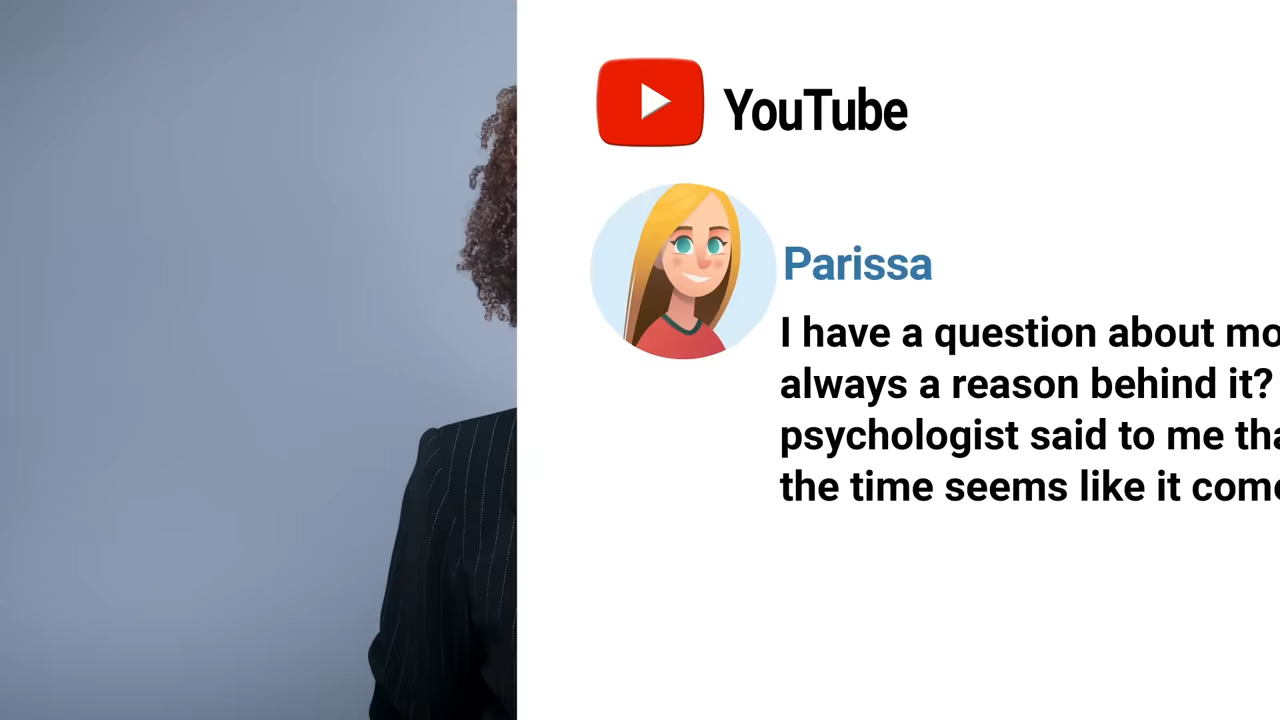 YouTube
Parissa
I have a question about
always a reason behind it?
psychologist said to me
the time seems like it